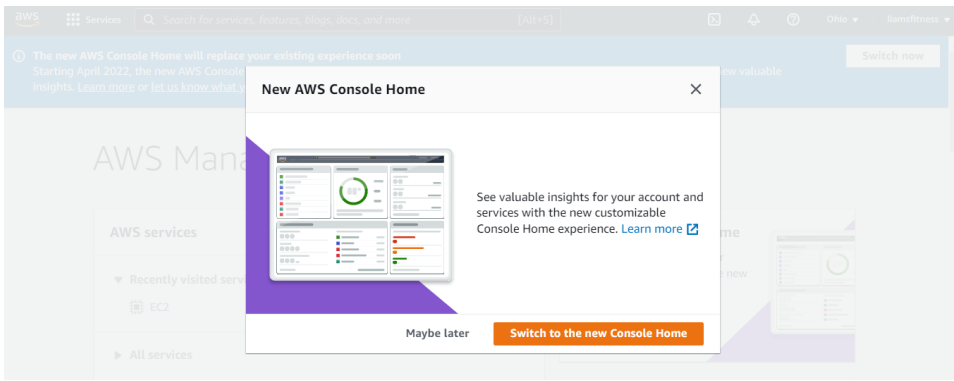 aws
Services
Search for services, features, blogs, docs, and more
[Alt+S]
Ohio
liamsfitness
The new AWS Console Home will replace your existing experience soon
Starting April 2022, the new AWS Console
new valuable
insights. Learn more or let us know what y
Switch now
New AWS Console Home
AWS Mana
See valuable insights for your account and
services with the new customizable
Console Home experience. Learn more
AWS services
me
Recently visited serv
new
EC2
Maybe later
Switch to the new Console Home
All services